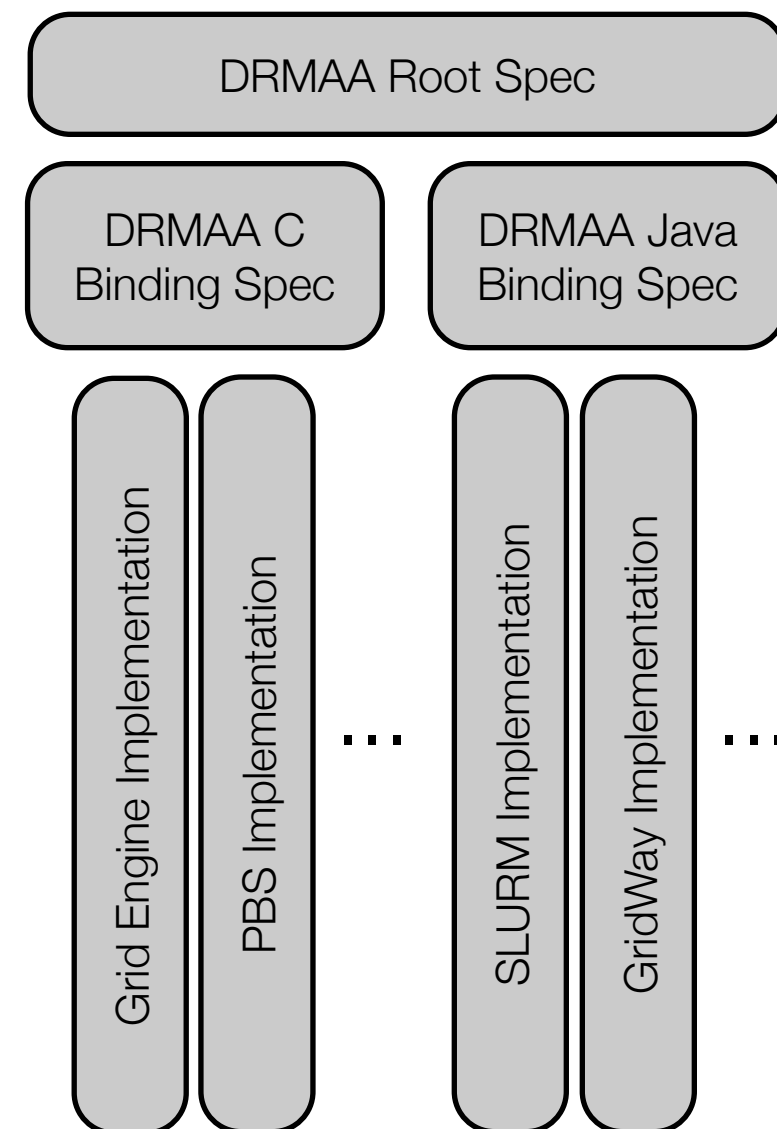 DRMAA Root Spec
DRMAA C
Binding Spec
DRMAA Java
Binding Spec
Grid Engine Implementation
PBS Implementation
...
SLURM Implementation
GridWay Implementation
...